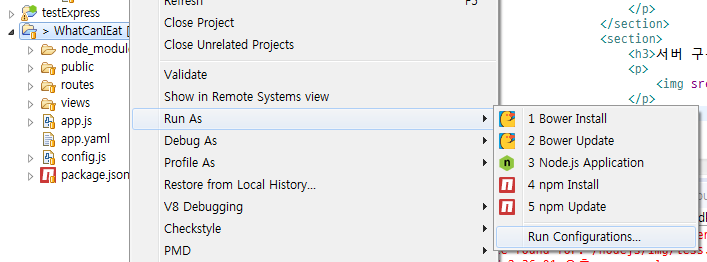 testExpress
WhatCanIEat [
node_modul
public
routes
views
app.js
app.yaml
config.js
package.json
Refresh F5
Close Project
Close Unrelated Projects
Validate
Show in Remote Systems view
Run As
Debug As
Profile As
Restore from Local History...
V8 Debugging
Checkstyle
PMD
1 Bower Install
2 Bower Update
3 Node.js Application
4 npm Install
5 npm Update
Run Configurations...
</p>
</section>
<section>
<h3>서버 구
<p>
<img src
</p>